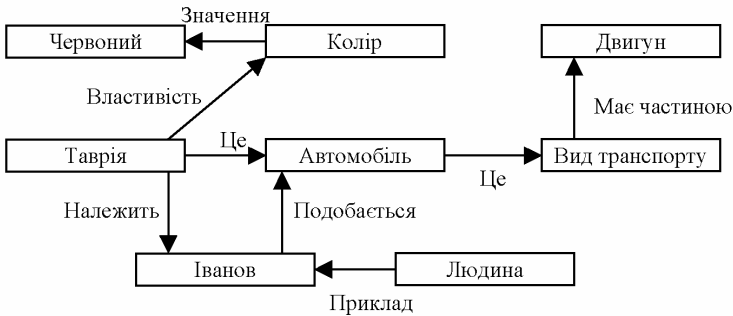 Значення
Червоний
Колір
Двигун
Властивість
Має частиною
Таврія
Це
Автомобіль
Це
Вид транспорту
Належить
Подобається
Іванов
Людина
Приклад